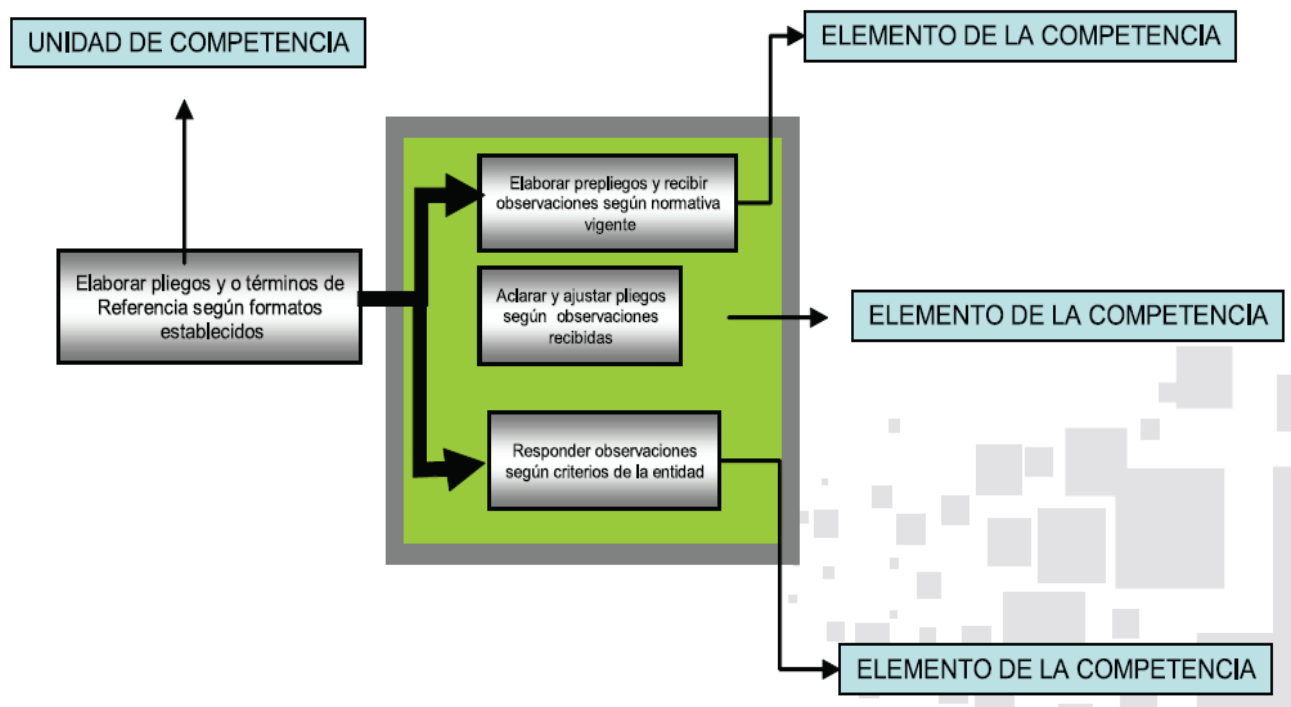 UNIDAD DE COMPETENCIA
ELEMENTO DE LA COMPETENCIA
Elaborar prepliegos y recibir
observaciones según normativa
vigente
Elaborar pliegos y o términos de
Referencia según formatos
establecidos
Aclarar y ajustar pliegos
según observaciones
recibidas
ELEMENTO DE LA COMPETENCIA
Responder observaciones
según criterios de la entidad
ELEMENTO DE LA COMPETENCIA